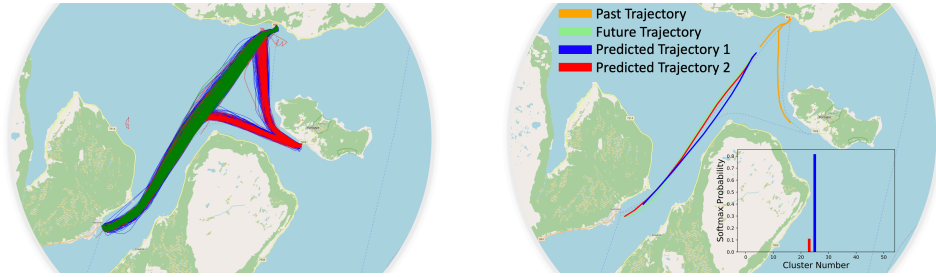 Past Trajectory
Future Trajectory
Predicted Trajectory 1
Predicted Trajectory 2
Softmax Probability
0.8
0.7
0.6
0.5
0.4
0.3
0.2
0.1
0.0
0 10 20 30 40 50
Cluster Number